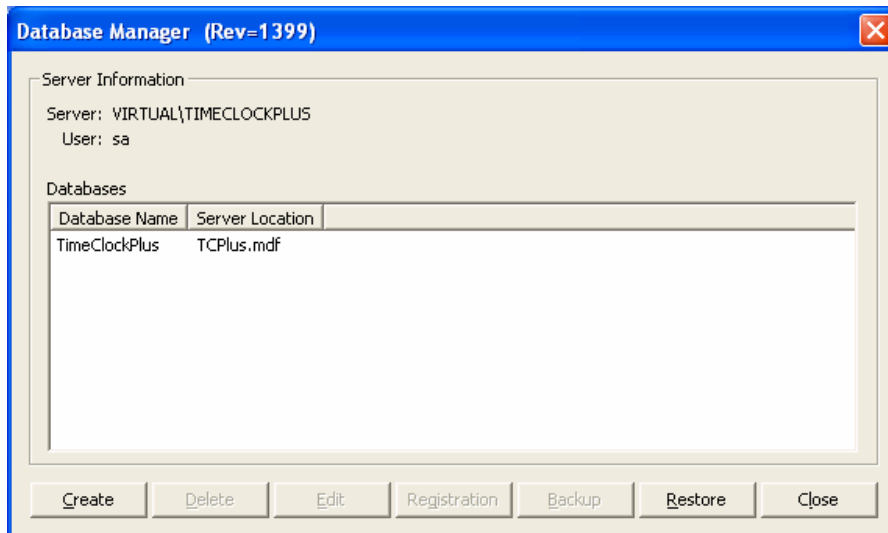 Database Manager (Rev=1399)
Server Information
Server: VIRTUAL\TIMECLOCKPLUS
User: sa
Databases
Database Name Server Location
TimeClockPlus TCPlus.mdf
Create Delete Edit Registration Backup Restore Close